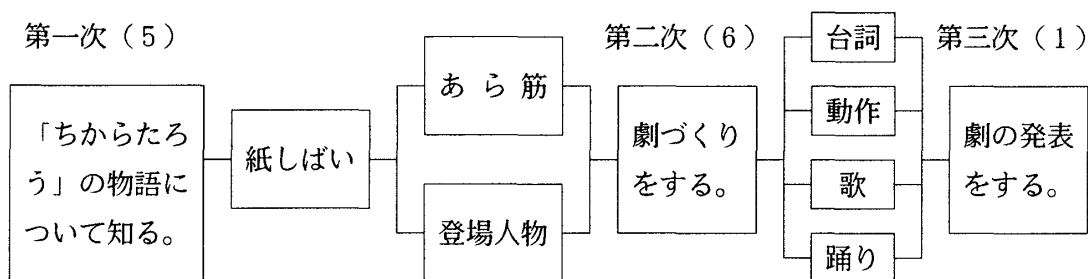 第一次（5）
「ちからたろ
う」の物語に
ついて知る。
紙しばい
あら筋
登場人物
第二次（6）
劇づくり
をする。
台詞
動作
歌
踊り
第三次（1）
劇の発表
をする。